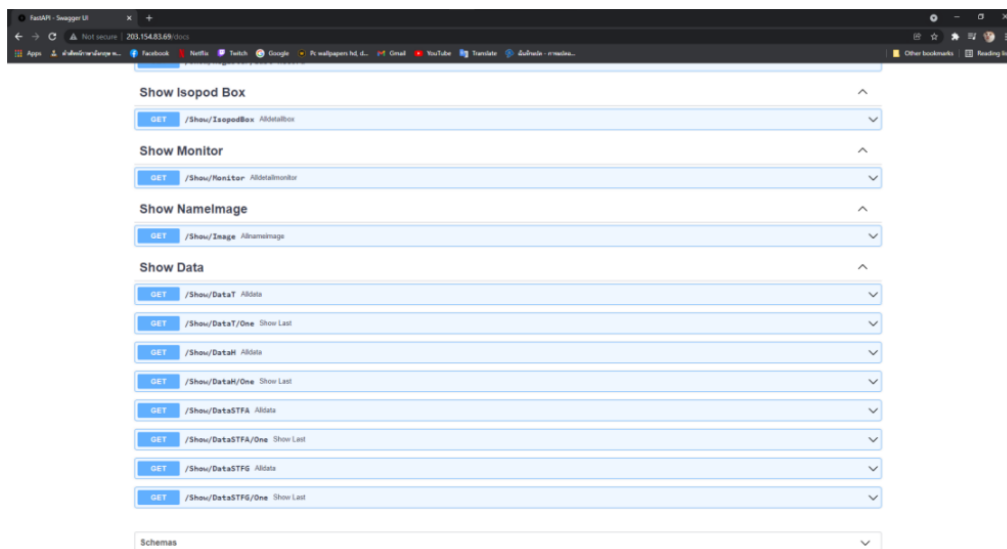 FastAPI - Swagger UI
Not secure 203.154.83.69/docs
Apps Facebook Netflix Twitch Google Pc wallpapers hd, d... Gmail YouTube Translate Other bookmarks Reading list
Show Isopod Box
GET /Show/IsopodBox Alldetailbox
Show Monitor
GET /Show/Monitor Alldetailmonitor
Show NameImage
GET /Show/Image Allnameimage
Show Data
GET /Show/DataT Alldata
GET /Show/DataT/One Show Last
GET /Show/DataH Alldata
GET /Show/DataH/One Show Last
GET /Show/DataSTFA Alldata
GET /Show/DataSTFA/One Show Last
GET /Show/DataSTFG Alldata
GET /Show/DataSTFG/One Show Last
Schemas